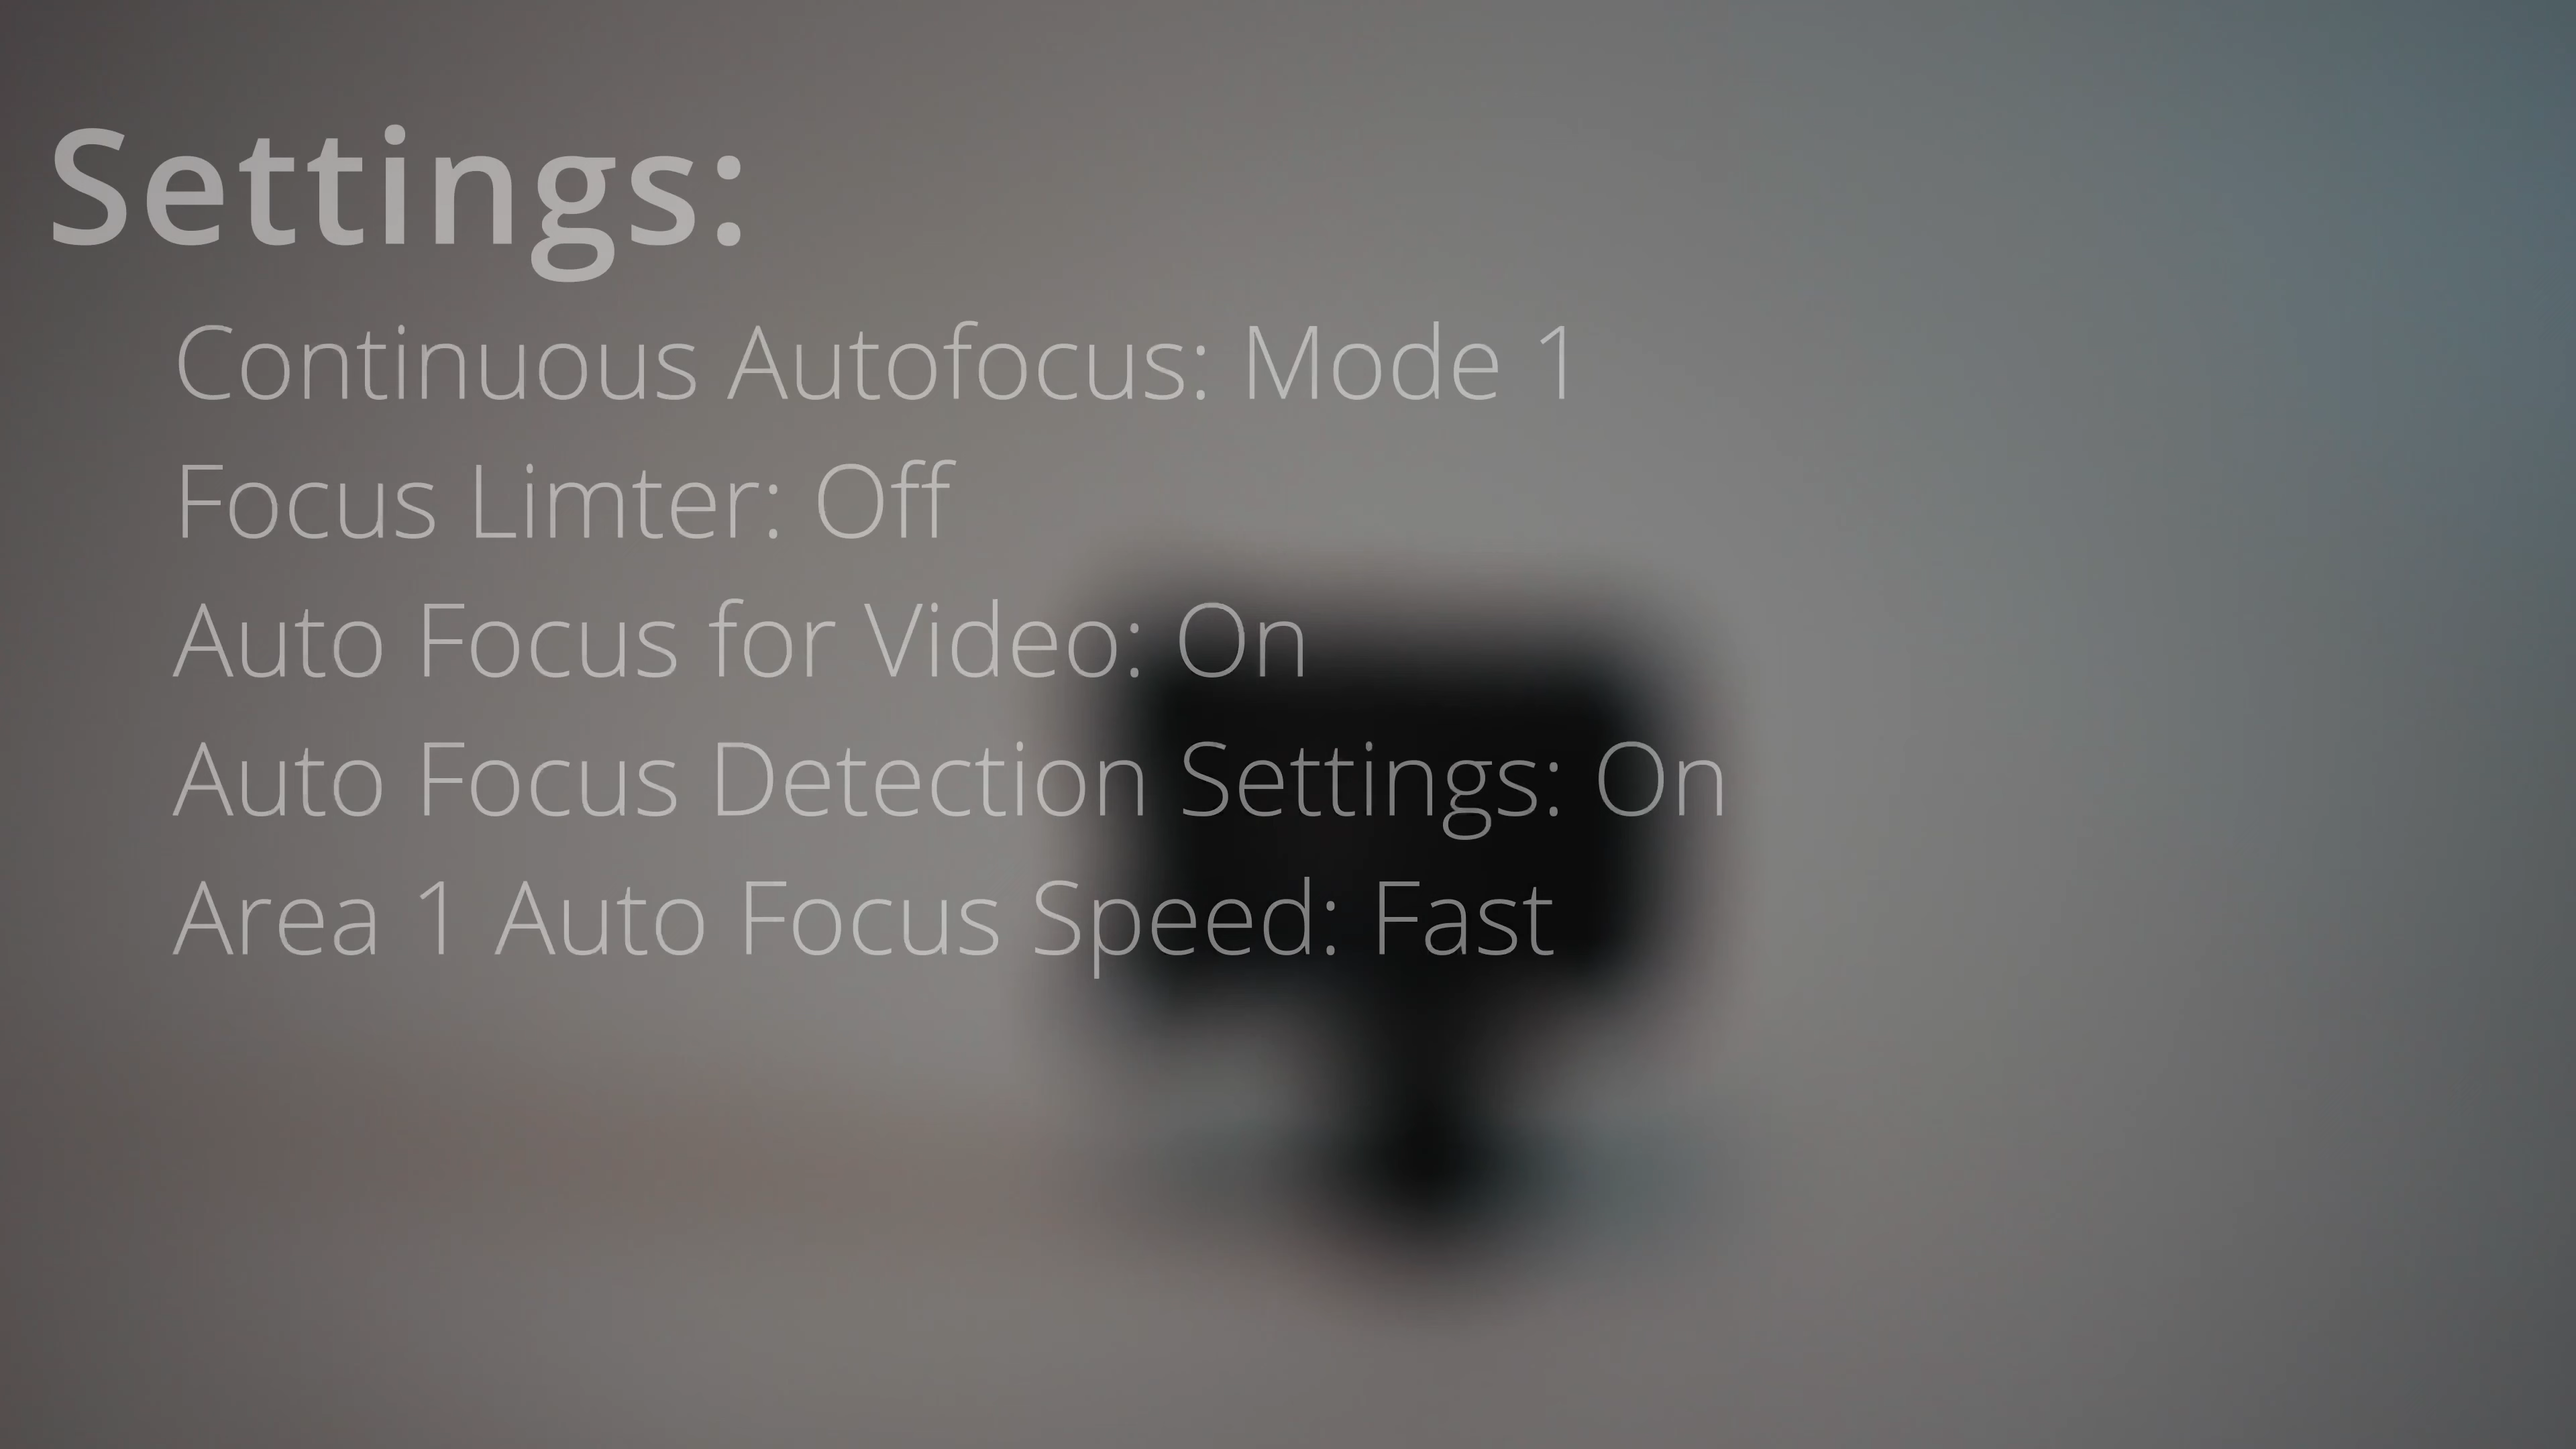 Settings:
Continuous Autofocus: Mode 1
Focus Limter: Off
Auto Focus for Video: On
Auto Focus Detection Settings: On
Area 1 Auto Focus Speed: Fast